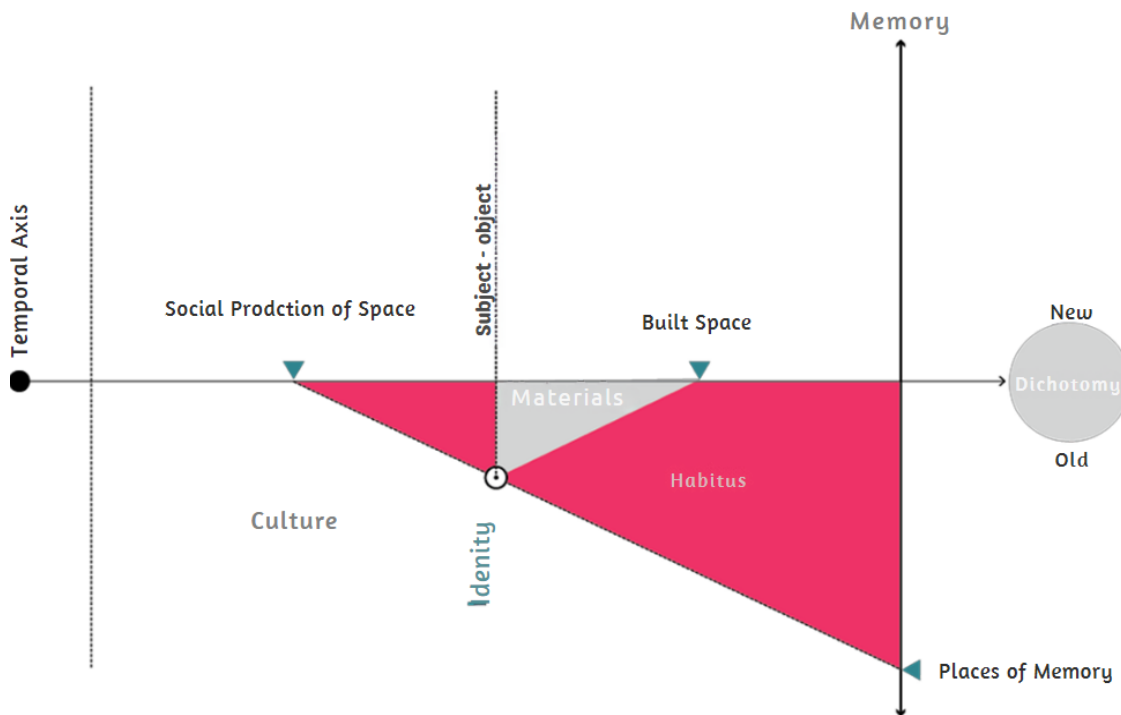 Memory
Temporal Axis
Subject - object
Social Prodction of Space
Built Space
New
Materials
Dichotomy
Old
Habitus
Culture
Idenity
Places of Memory